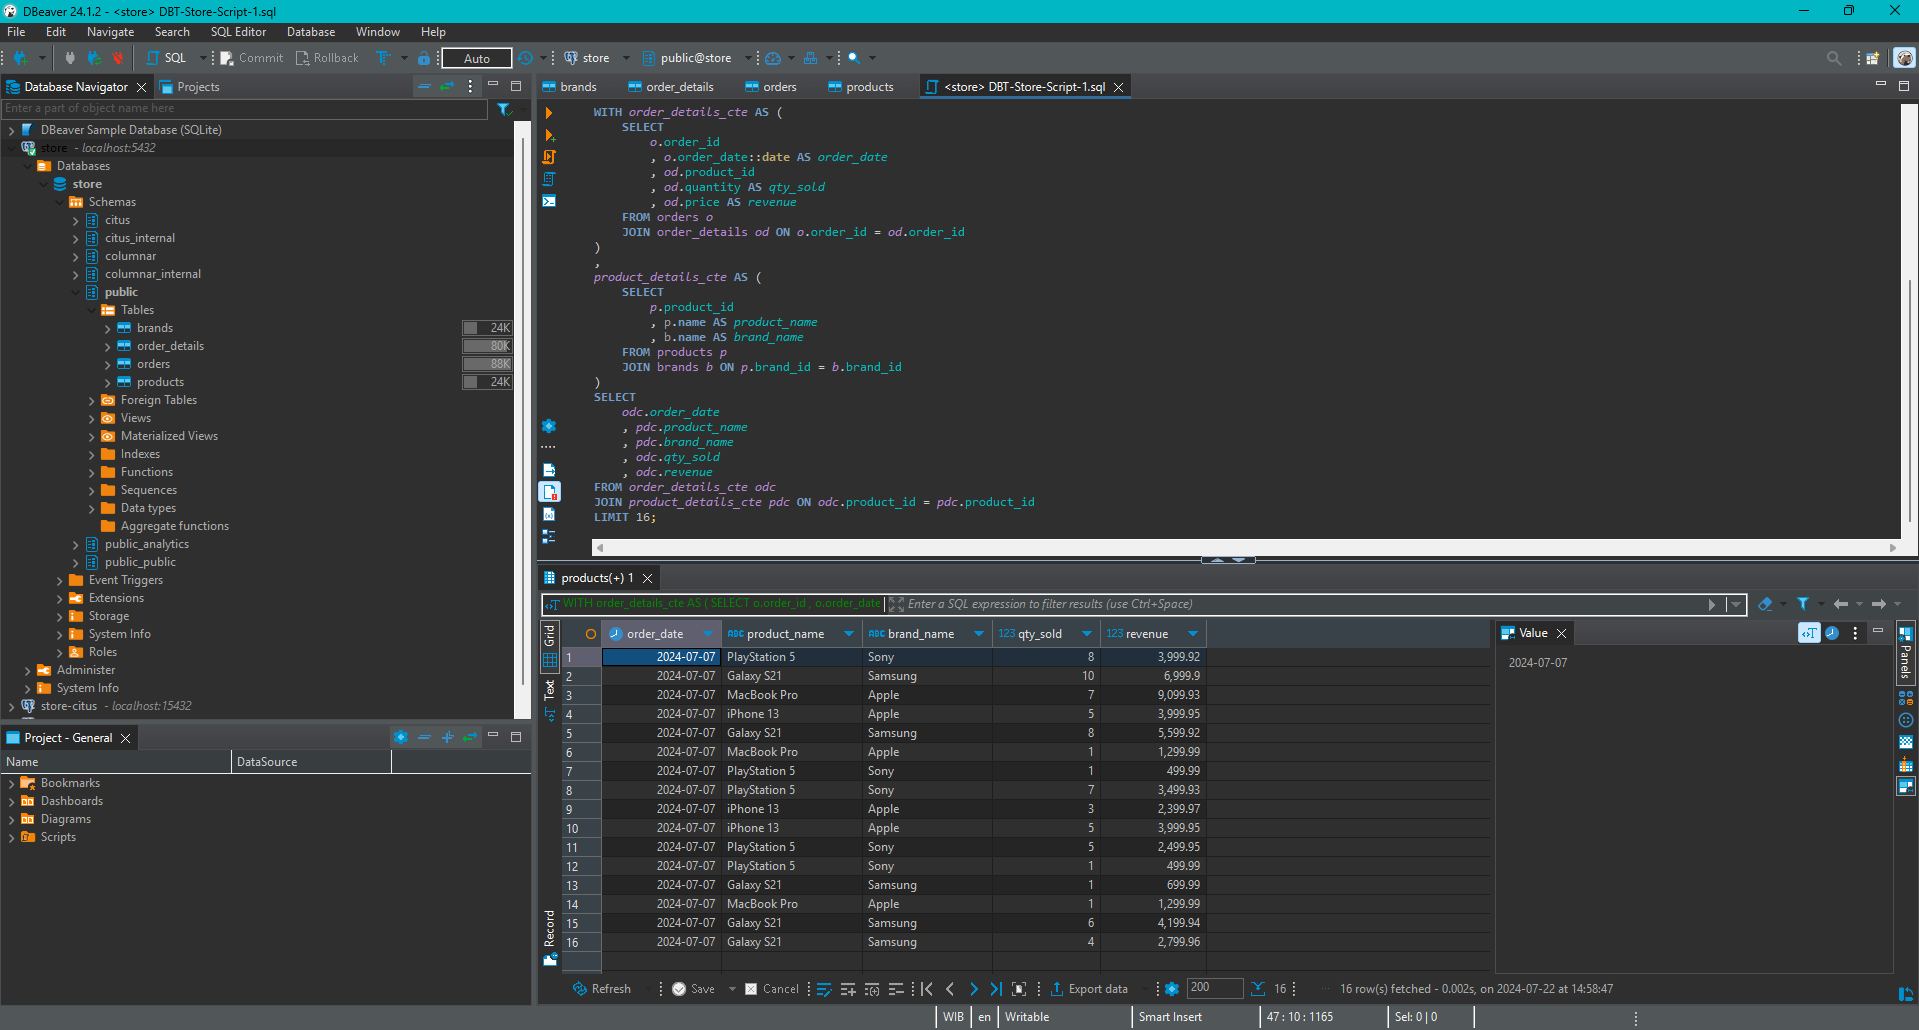 DBeaver 24.1.2 - <store> DBT-Store-Script-1.sql
File Edit Navigate Search SQL Editor Database Window Help
SQL Commit Rollback Auto store public@store
Database Navigator Projects
Enter a part of object name here
DBeaver Sample Database (SQLite)
store - localhost:5432
Databases
store
Schemas
citus
citus_internal
columnar
columnar_internal
public
Tables
brands 24K
order_details 80K
orders 88K
products 24K
Foreign Tables
Views
Materialized Views
Indexes
Functions
Sequences
Data types
Aggregate functions
public_analytics
public_public
Event Triggers
Extensions
Storage
System Info
Roles
Administer
System Info
store-citus - localhost:15432
Project - General
Name DataSource
Bookmarks
Dashboards
Diagrams
Scripts
brands order_details orders products <store> DBT-Store-Script-1.sql
WITH order_details_cte AS (
SELECT
o.order_id
, o.order_date::date AS order_date
, od.product_id
, od.quantity AS qty_sold
, od.price AS revenue
FROM orders o
JOIN order_details od ON o.order_id = od.order_id
)
,
product_details_cte AS (
SELECT
p.product_id
, p.name AS product_name
, b.name AS brand_name
FROM products p
JOIN brands b ON p.brand_id = b.brand_id
)
SELECT
odc.order_date
, pdc.product_name
, pdc.brand_name
, odc.qty_sold
, odc.revenue
FROM order_details_cte odc
JOIN product_details_cte pdc ON odc.product_id = pdc.product_id
LIMIT 16;
products(+) 1
WITH order_details_cte AS ( SELECT o.order_id , o.order_date Enter a SQL expression to filter results (use Ctrl+Space)
Grid
Text
Record
order_date ABC product_name ABC brand_name 123 qty_sold 123 revenue
1 2024-07-07 PlayStation 5 Sony 8 3,999.92
2 2024-07-07 Galaxy S21 Samsung 10 6,999.9
3 2024-07-07 MacBook Pro Apple 7 9,099.93
4 2024-07-07 iPhone 13 Apple 5 3,999.95
5 2024-07-07 Galaxy S21 Samsung 8 5,599.92
6 2024-07-07 MacBook Pro Apple 1 1,299.99
7 2024-07-07 PlayStation 5 Sony 1 499.99
8 2024-07-07 PlayStation 5 Sony 7 3,499.93
9 2024-07-07 iPhone 13 Apple 3 2,399.97
10 2024-07-07 iPhone 13 Apple 5 3,999.95
11 2024-07-07 PlayStation 5 Sony 5 2,499.95
12 2024-07-07 PlayStation 5 Sony 1 499.99
13 2024-07-07 Galaxy S21 Samsung 1 699.99
14 2024-07-07 MacBook Pro Apple 1 1,299.99
15 2024-07-07 Galaxy S21 Samsung 6 4,199.94
16 2024-07-07 Galaxy S21 Samsung 4 2,799.96
Value
2024-07-07
Panels
Refresh Save Cancel Export data 200 16 16 row(s) fetched - 0.002s, on 2024-07-22 at 14:58:47
WIB en Writable Smart Insert 47 : 10 : 1165 Sel: 0 | 0